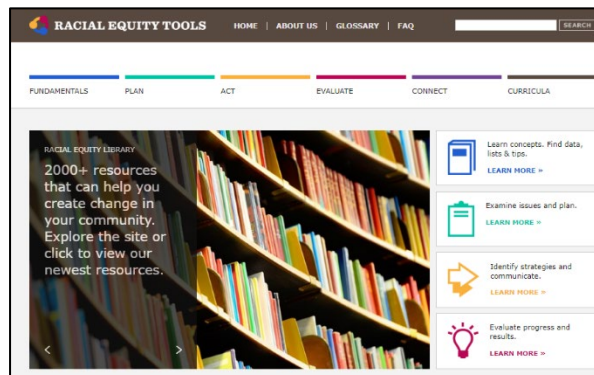 RACIAL EQUITY TOOLS
HOME | ABOUT US | GLOSSARY | FAQ
SEARCH
FUNDAMENTALS
PLAN
ACT
EVALUATE
CONNECT
CURRICULA
RACIAL EQUITY LIBRARY
2000+ resources
that can help you
create change in
your community.
Explore the site or
click to view our
newest resources.
Learn concepts. Find data,
lists & tips.
LEARN MORE »
Examine issues and plan.
LEARN MORE »
Identify strategies and
communicate.
LEARN MORE »
Evaluate progress and
results.
LEARN MORE »